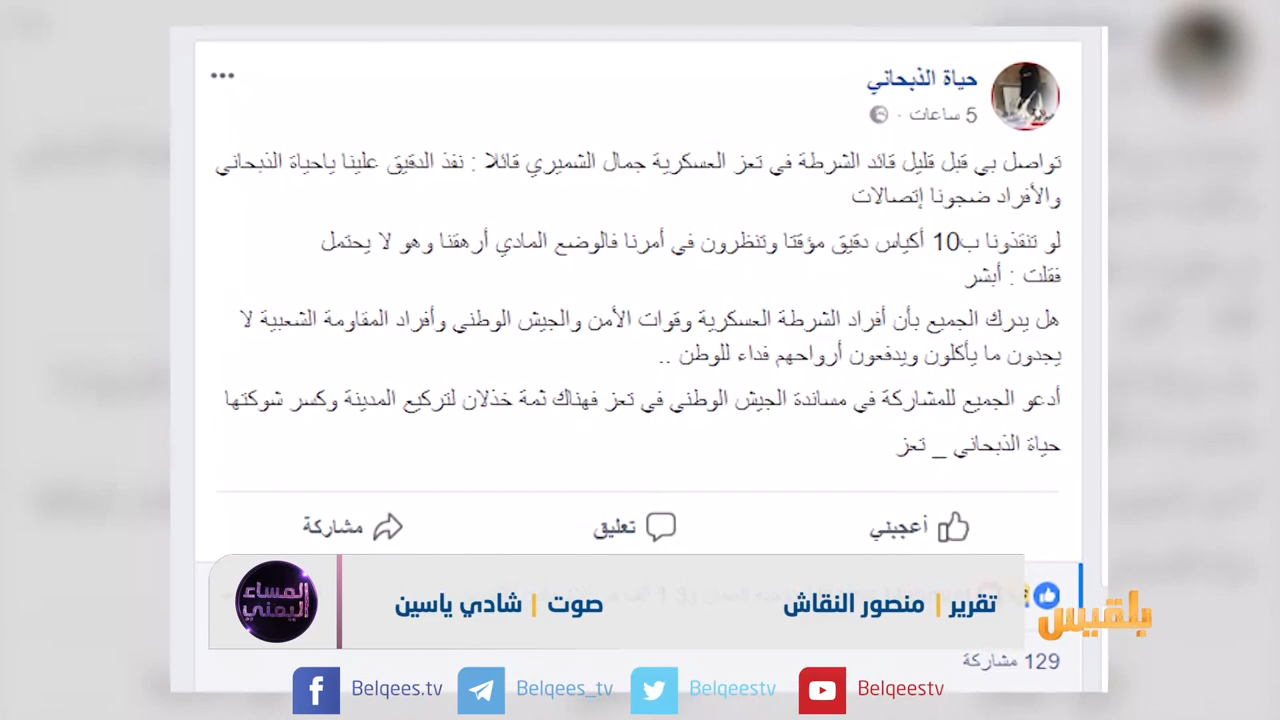 حياة الذبحاني
5 ساعات ·
تواصل بي قبل قليل قائد الشرطة في تعز العسكرية جمال الشميري قائلا : نفذ الدقيق علينا ياحياة الذبحاني
والأفراد ضجونا إتصالات
لو تنقذونا ب10 أكياس دقيق مؤقتا وتنظرون في أمرنا فالوضع المادي أرهقنا وهو لا يحتمل
فقلت : أبشر
هل يدرك الجميع بأن أفراد الشرطة العسكرية وقوات الأمن والجيش الوطني وأفراد المقاومة الشعبية لا
يجدون ما يأكلون ويدفعون أرواحهم فداء للوطن ..
أدعو الجميع للمشاركة في مساندة الجيش الوطني في تعز فهناك ثمة خذلان لتركيع المدينة وكسر شوكتها
حياة الذبحاني _ تعز
أعجبني تعليق مشاركة
تقرير | منصور النقاش صوت | شادي ياسين
المساء اليمني
بلقيس
129 مشاركة
Belqees.tv Belqees_tv Belqeestv Belqeestv